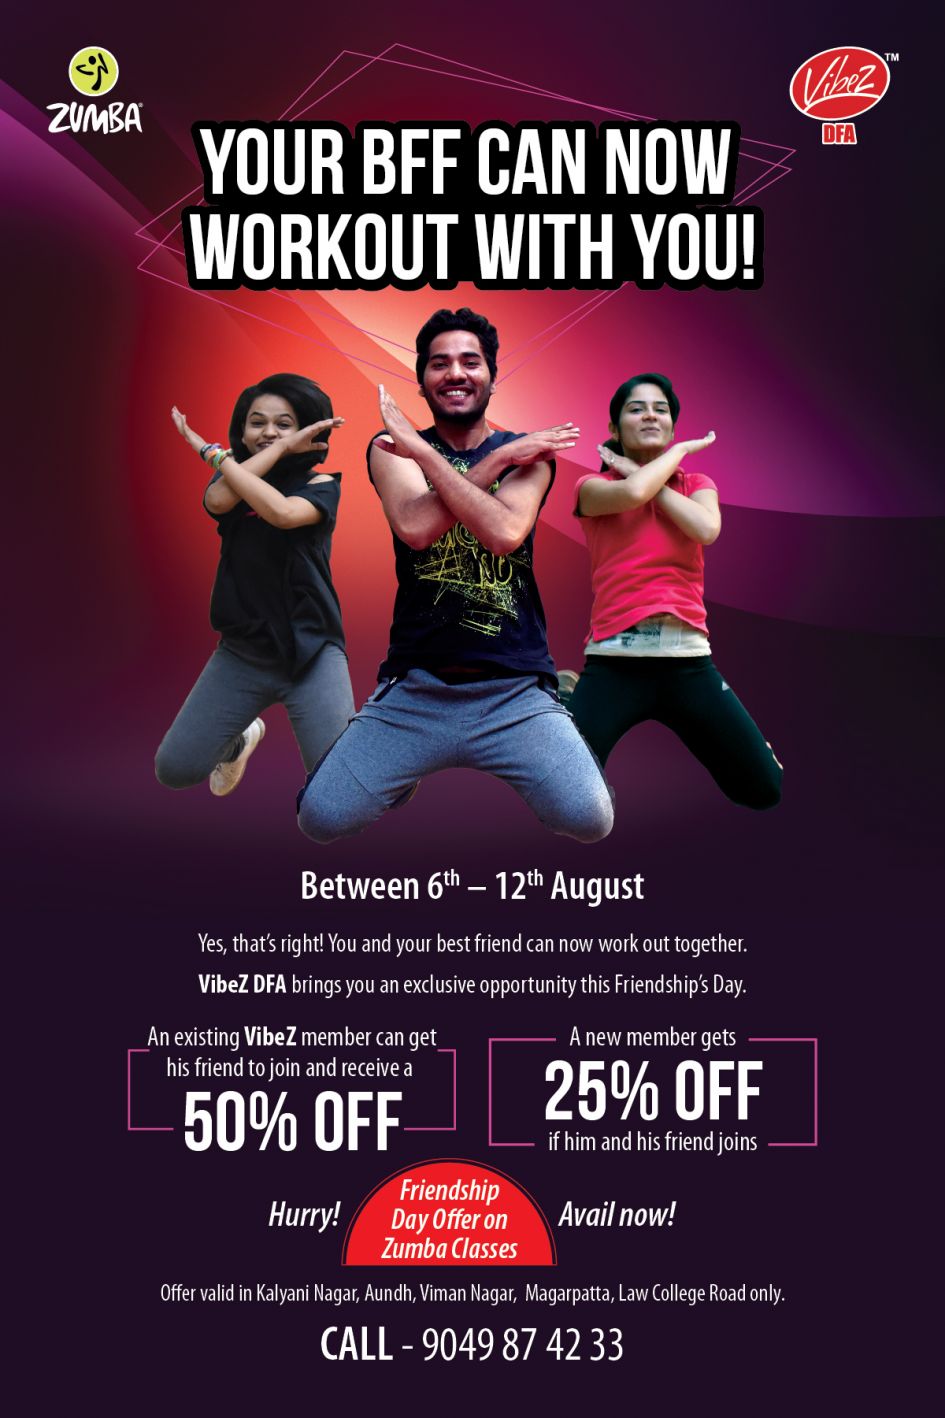 ZUMBA®
VibeZ™
DFA
YOUR BFF CAN NOW
WORKOUT WITH YOU!
Between 6th – 12th August
Yes, that's right! You and your best friend can now work out together.
VibeZ DFA brings you an exclusive opportunity this Friendship's Day.
An existing VibeZ member can get
his friend to join and receive a
50% OFF
A new member gets
25% OFF
if him and his friend joins
Hurry!
Friendship
Day Offer on
Zumba Classes
Avail now!
Offer valid in Kalyani Nagar, Aundh, Viman Nagar, Magarpatta, Law College Road only.
CALL - 9049 87 42 33